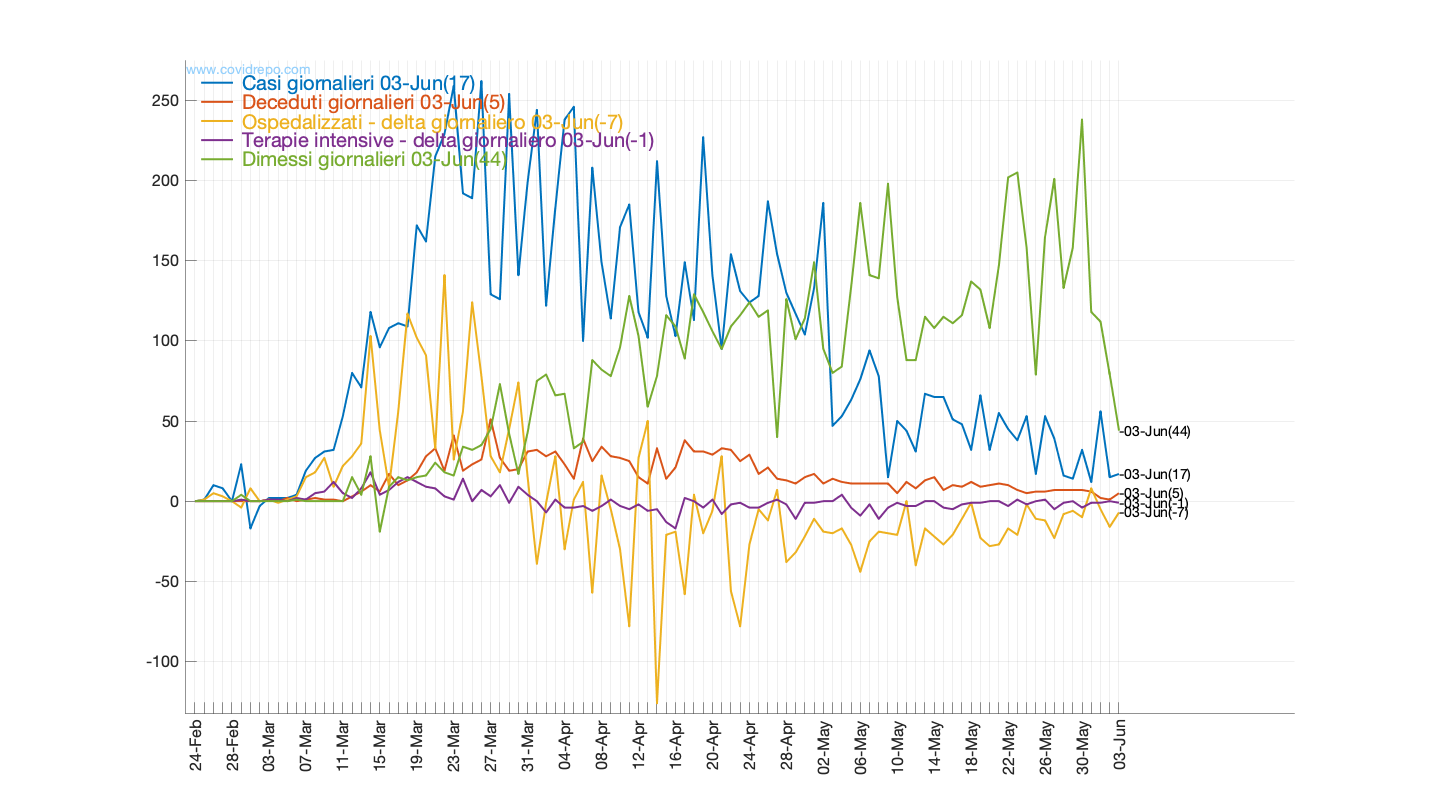 www.covidrepo.com
Casi giornalieri 03-Jun(17)
Deceduti giornalieri 03-Jun(5)
Ospedalizzati - delta giornaliero 03-Jun(-7)
Terapie intensive - delta giornaliero 03-Jun(-1)
Dimessi giornalieri 03-Jun(44)
250
200
150
100
50
0
-50
-100
03-Jun(44)
03-Jun(17)
03-Jun(5)
03-Jun(-1)
03-Jun(-7)
24-Feb
28-Feb
03-Mar
07-Mar
11-Mar
15-Mar
19-Mar
23-Mar
27-Mar
31-Mar
04-Apr
08-Apr
12-Apr
16-Apr
20-Apr
24-Apr
28-Apr
02-May
06-May
10-May
14-May
18-May
22-May
26-May
30-May
03-Jun